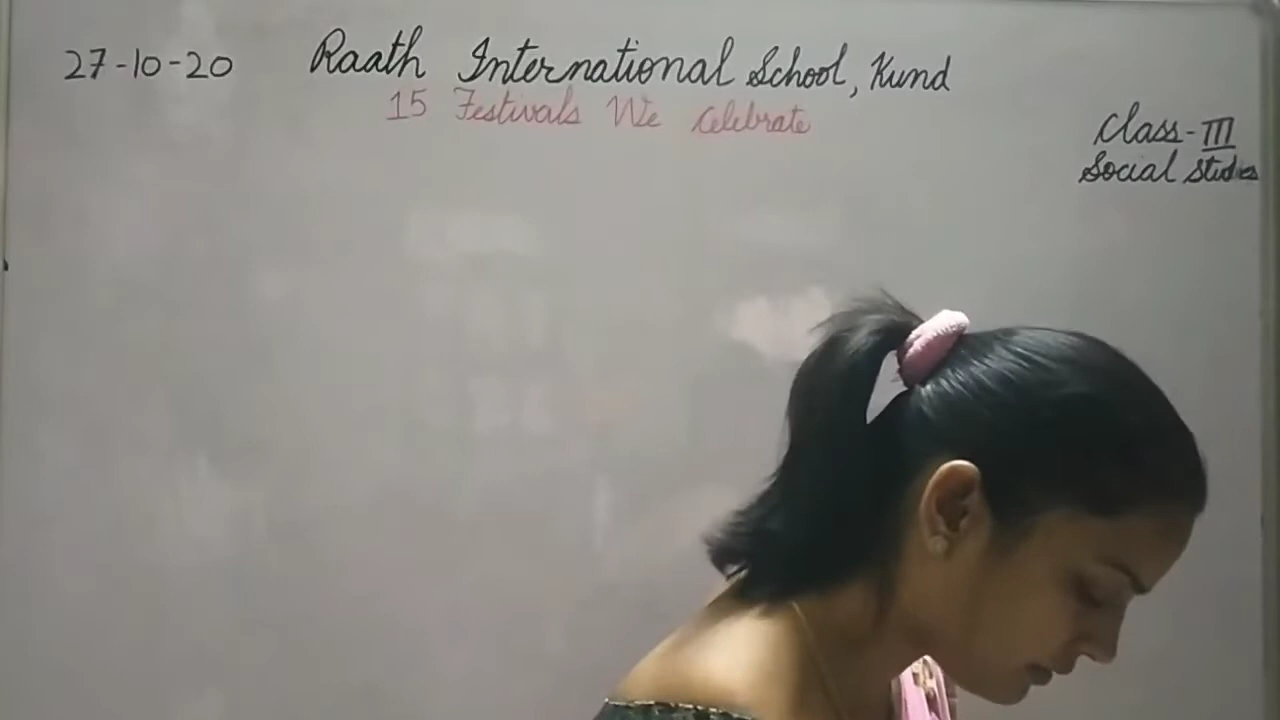 27-10-20 Raath International School, Kund
15 Festivals We Celebrate
Class-III
Social Studies